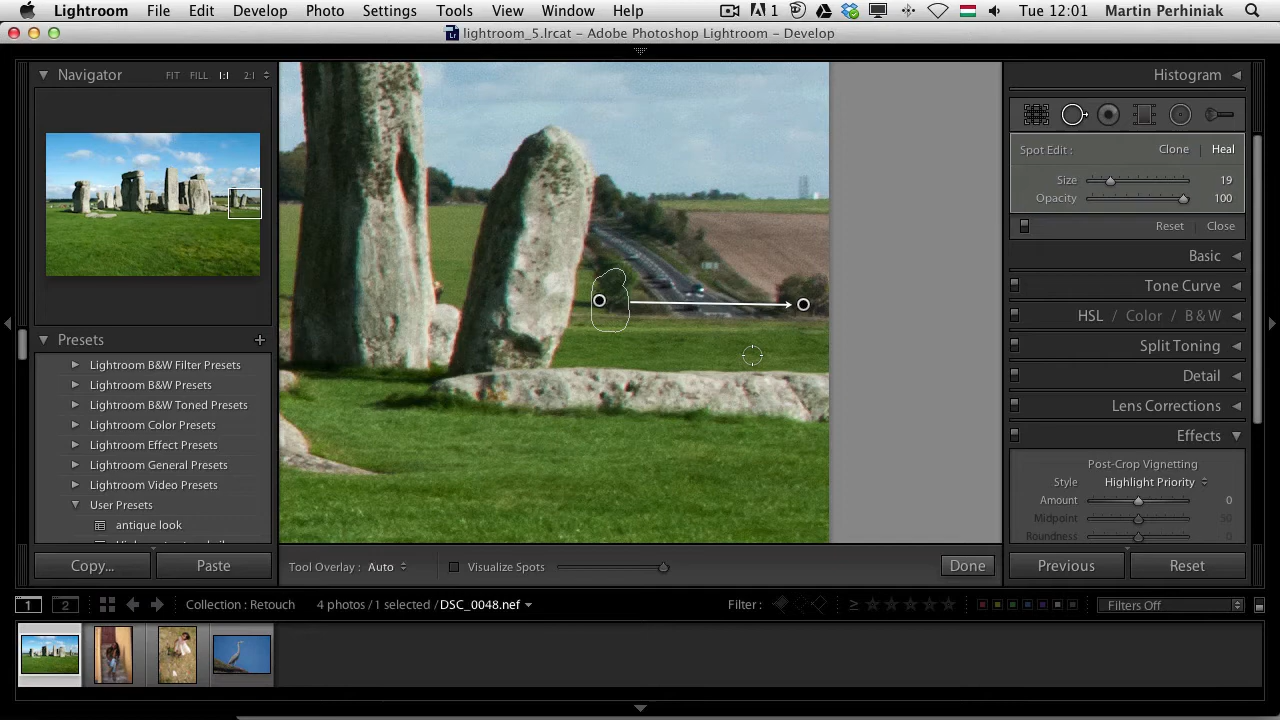 Lightroom File Edit Develop Photo Settings Tools View Window Help 1 Tue 12:01 Martin Perhiniak
lightroom_5.lrcat – Adobe Photoshop Lightroom – Develop
Navigator FIT FILL 1:1 2:1
Histogram
Spot Edit : Clone | Heal
Size 19
Opacity 100
Reset Close
Basic
Tone Curve
HSL / Color / B & W
Split Toning
Detail
Lens Corrections
Effects
Post-Crop Vignetting
Style Highlight Priority
Amount 0
Midpoint 50
Roundness 0
Presets +
Lightroom B&W Filter Presets
Lightroom B&W Presets
Lightroom B&W Toned Presets
Lightroom Color Presets
Lightroom Effect Presets
Lightroom General Presets
Lightroom Video Presets
User Presets
antique look
Copy... Paste
Tool Overlay : Auto Visualize Spots Done
Previous Reset
1 2 Collection : Retouch 4 photos / 1 selected / DSC_0048.nef Filter : ≥ Filters Off